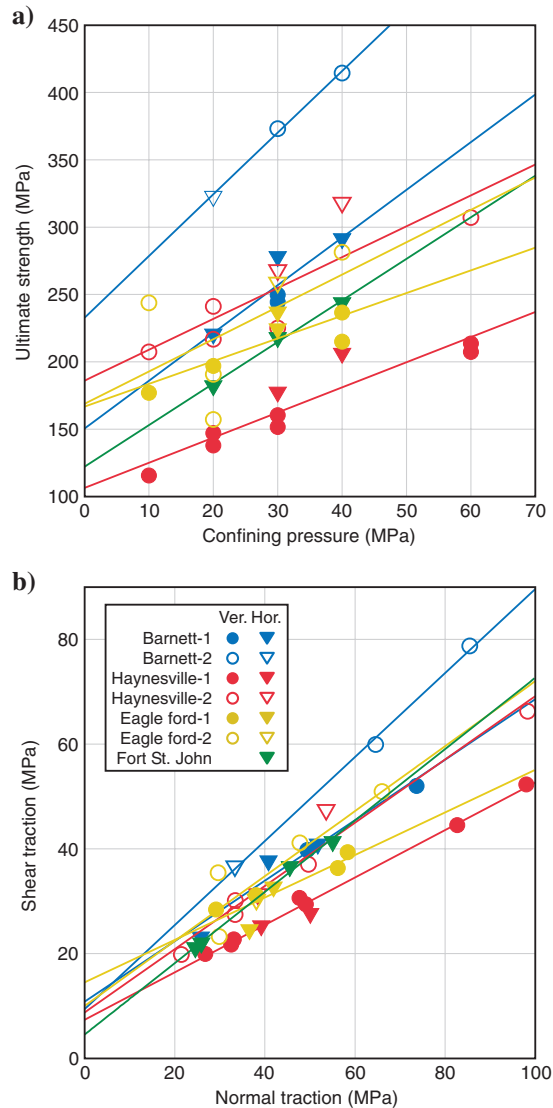 a)
450
400
350
300
250
200
150
100
Ultimate strength (MPa)
0 10 20 30 40 50 60 70
Confining pressure (MPa)
b)
80
60
40
20
0
Shear traction (MPa)
Ver. Hor.
Barnett-1
Barnett-2
Haynesville-1
Haynesville-2
Eagle ford-1
Eagle ford-2
Fort St. John
0 20 40 60 80 100
Normal traction (MPa)